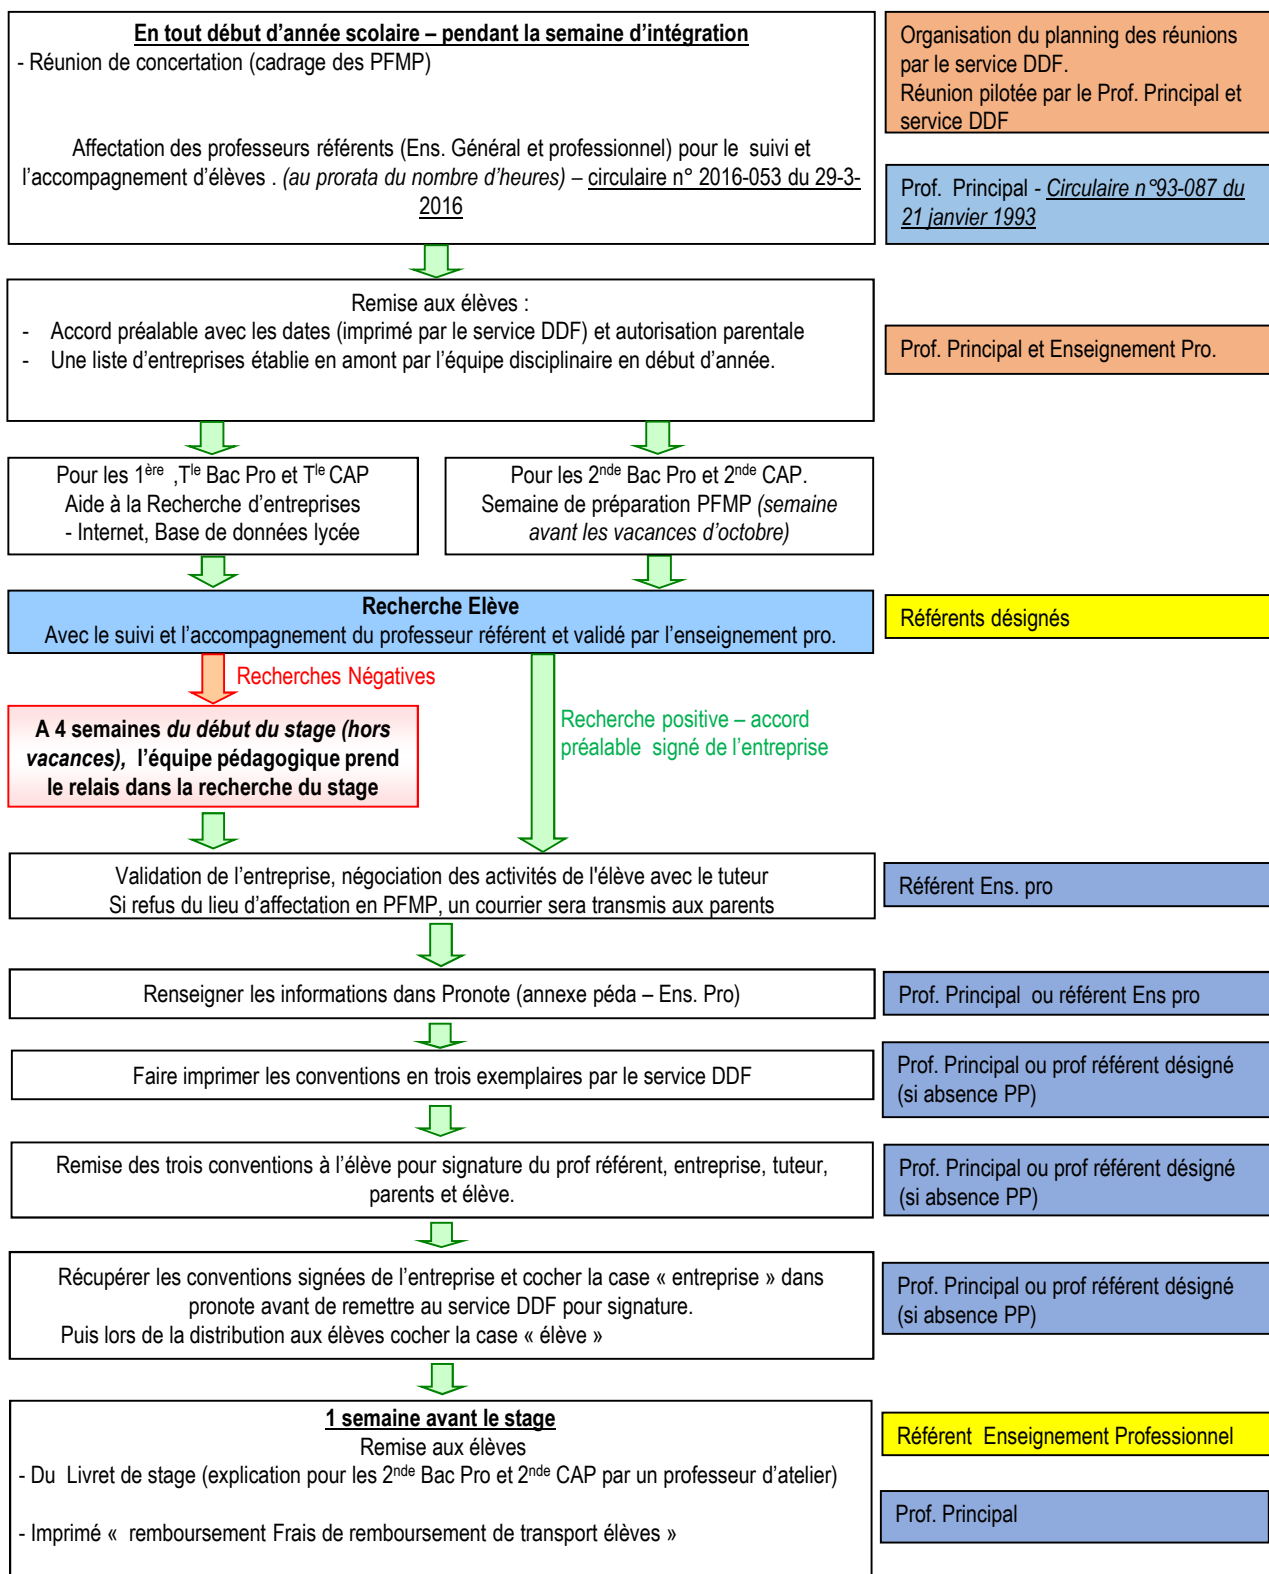 En tout début d'année scolaire – pendant la semaine d'intégration
- Réunion de concertation (cadrage des PFMP)
Affectation des professeurs référents (Ens. Général et professionnel) pour le suivi et
l'accompagnement d'élèves . (au prorata du nombre d'heures) – circulaire n° 2016-053 du 29-3-
2016
Organisation du planning des réunions
par le service DDF.
Réunion pilotée par le Prof. Principal et
service DDF
Prof. Principal - Circulaire n°93-087 du
21 janvier 1993
Remise aux élèves :
- Accord préalable avec les dates (imprimé par le service DDF) et autorisation parentale
- Une liste d'entreprises établie en amont par l'équipe disciplinaire en début d'année.
Prof. Principal et Enseignement Pro.
Pour les 1ère ,Tle Bac Pro et Tle CAP
Aide à la Recherche d'entreprises
- Internet, Base de données lycée
Pour les 2nde Bac Pro et 2nde CAP.
Semaine de préparation PFMP (semaine
avant les vacances d'octobre)
Recherche Elève
Avec le suivi et l'accompagnement du professeur référent et validé par l'enseignement pro.
Référents désignés
Recherches Négatives
A 4 semaines du début du stage (hors
vacances), l'équipe pédagogique prend
le relais dans la recherche du stage
Recherche positive – accord
préalable signé de l'entreprise
Validation de l'entreprise, négociation des activités de l'élève avec le tuteur
Si refus du lieu d'affectation en PFMP, un courrier sera transmis aux parents
Référent Ens. pro
Renseigner les informations dans Pronote (annexe péda – Ens. Pro)
Prof. Principal ou référent Ens pro
Faire imprimer les conventions en trois exemplaires par le service DDF
Prof. Principal ou prof référent désigné
(si absence PP)
Remise des trois conventions à l'élève pour signature du prof référent, entreprise, tuteur,
parents et élève.
Prof. Principal ou prof référent désigné
(si absence PP)
Récupérer les conventions signées de l'entreprise et cocher la case « entreprise » dans
pronote avant de remettre au service DDF pour signature.
Puis lors de la distribution aux élèves cocher la case « élève »
Prof. Principal ou prof référent désigné
(si absence PP)
1 semaine avant le stage
Remise aux élèves
- Du Livret de stage (explication pour les 2nde Bac Pro et 2nde CAP par un professeur d'atelier)
- Imprimé « remboursement Frais de remboursement de transport élèves »
Référent Enseignement Professionnel
Prof. Principal